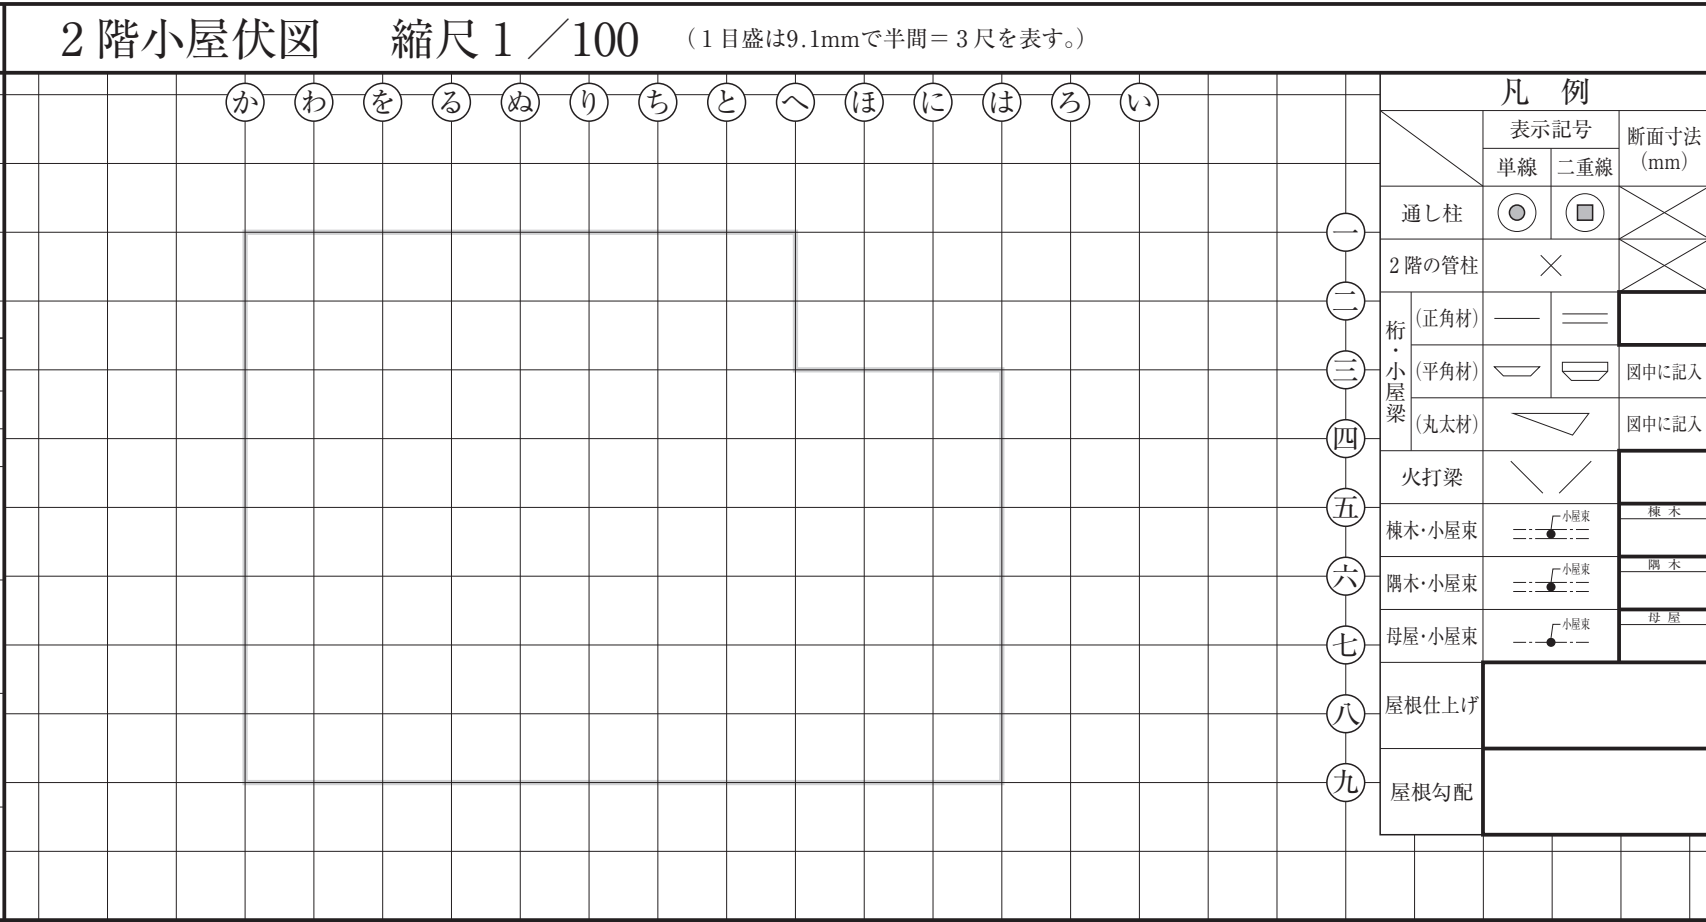 ２階小屋伏図　縮尺１／100　（１目盛は9.1mmで半間＝３尺を表す。）
か わ を る ぬ り ち と へ ほ に は ろ い
一
二
三
四
五
六
七
八
九
凡　例
表示記号
断面寸法
(mm)
単線
二重線
通し柱
２階の管柱
桁・小屋梁
(正角材)
(平角材)
図中に記入
(丸太材)
図中に記入
火打梁
棟木・小屋束
小屋束
棟木
隅木・小屋束
小屋束
隅木
母屋・小屋束
小屋束
母屋
屋根仕上げ
屋根勾配